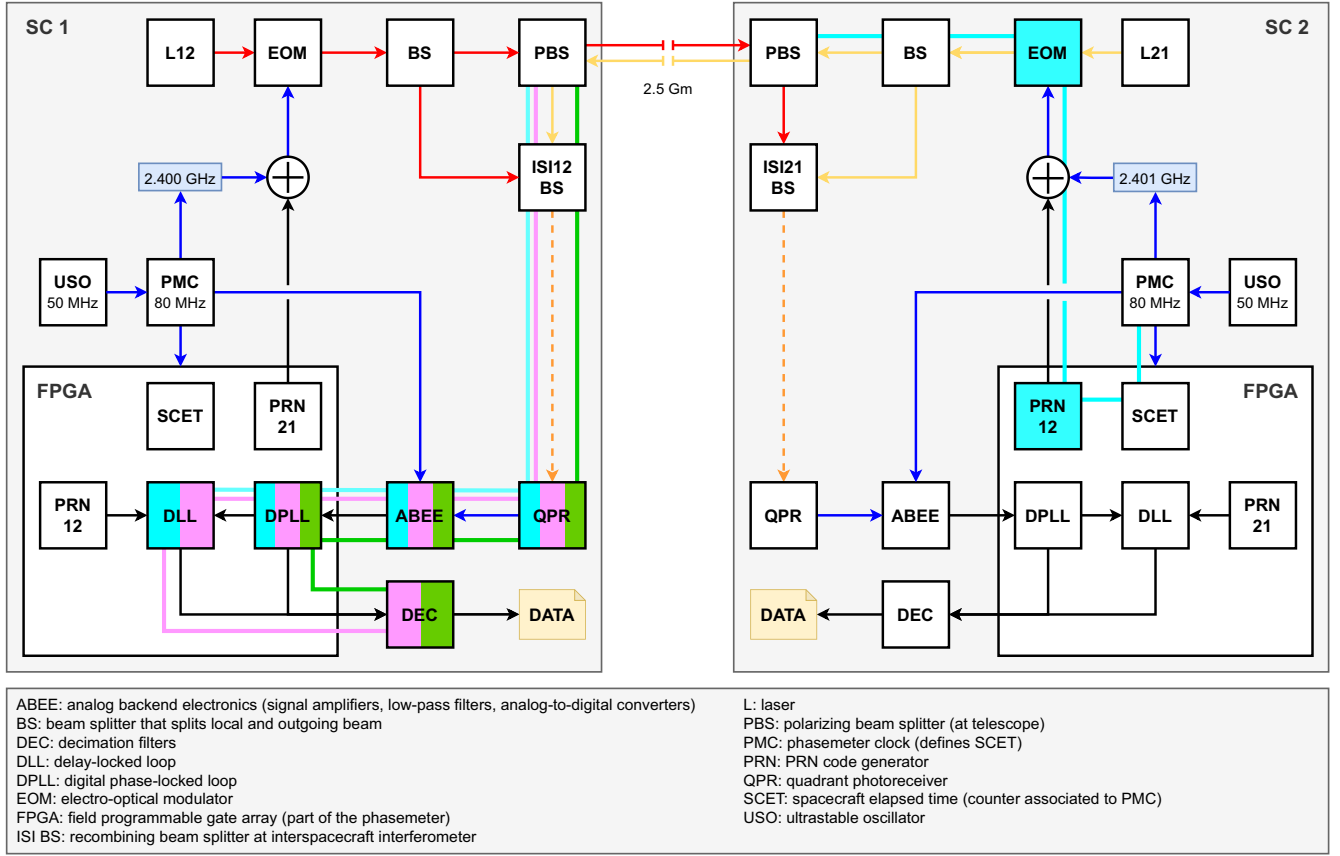 SC 1
SC 2
L12
EOM
BS
PBS
PBS
BS
EOM
L21
2.5 Gm
ISI12
BS
ISI21
BS
2.400 GHz
2.401 GHz
USO
50 MHz
PMC
80 MHz
PMC
80 MHz
USO
50 MHz
FPGA
FPGA
SCET
PRN
21
PRN
12
SCET
PRN
12
DLL
DPLL
ABEE
QPR
QPR
ABEE
DPLL
DLL
PRN
21
DEC
DATA
DATA
DEC
ABEE: analog backend electronics (signal amplifiers, low-pass filters, analog-to-digital converters)
BS: beam splitter that splits local and outgoing beam
DEC: decimation filters
DLL: delay-locked loop
DPLL: digital phase-locked loop
EOM: electro-optical modulator
FPGA: field programmable gate array (part of the phasemeter)
ISI BS: recombining beam splitter at interspacecraft interferometer
L: laser
PBS: polarizing beam splitter (at telescope)
PMC: phasemeter clock (defines SCET)
PRN: PRN code generator
QPR: quadrant photoreceiver
SCET: spacecraft elapsed time (counter associated to PMC)
USO: ultrastable oscillator